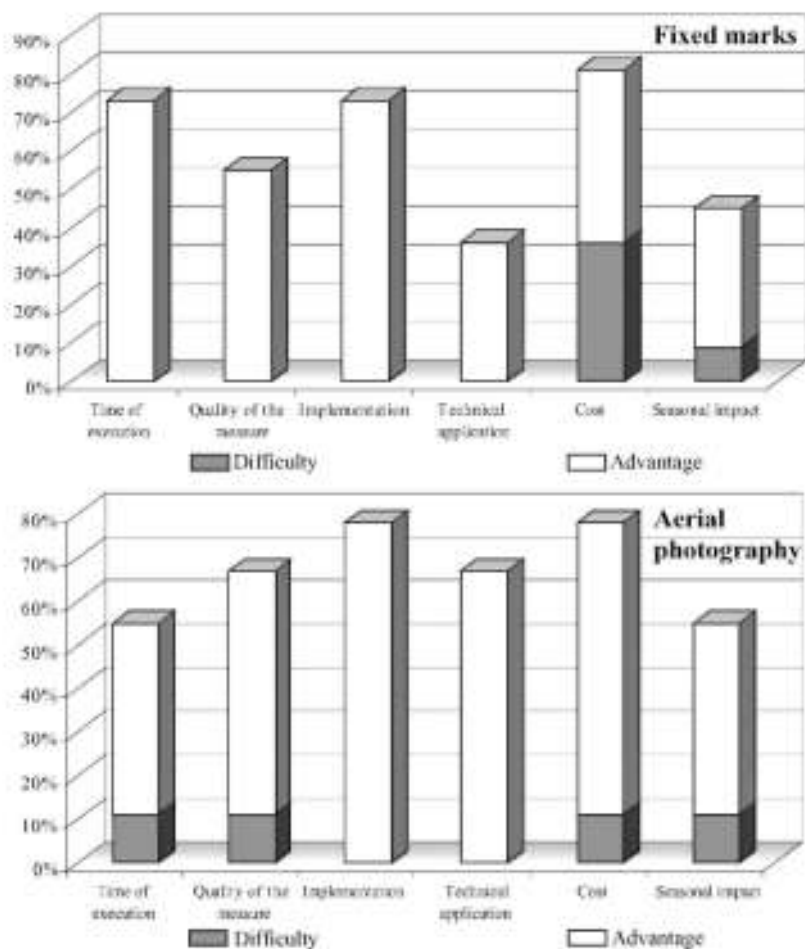 Fixed marks
90%
80%
70%
60%
50%
40%
30%
20%
10%
0%
Time of execution
Quality of the measure
Implementation
Technical application
Cost
Seasonal impact
Difficulty
Advantage
Aerial
photography
80%
70%
60%
50%
40%
30%
20%
10%
0%
Time of execution
Quality of the measure
Implementation
Technical application
Cost
Seasonal impact
Difficulty
Advantage